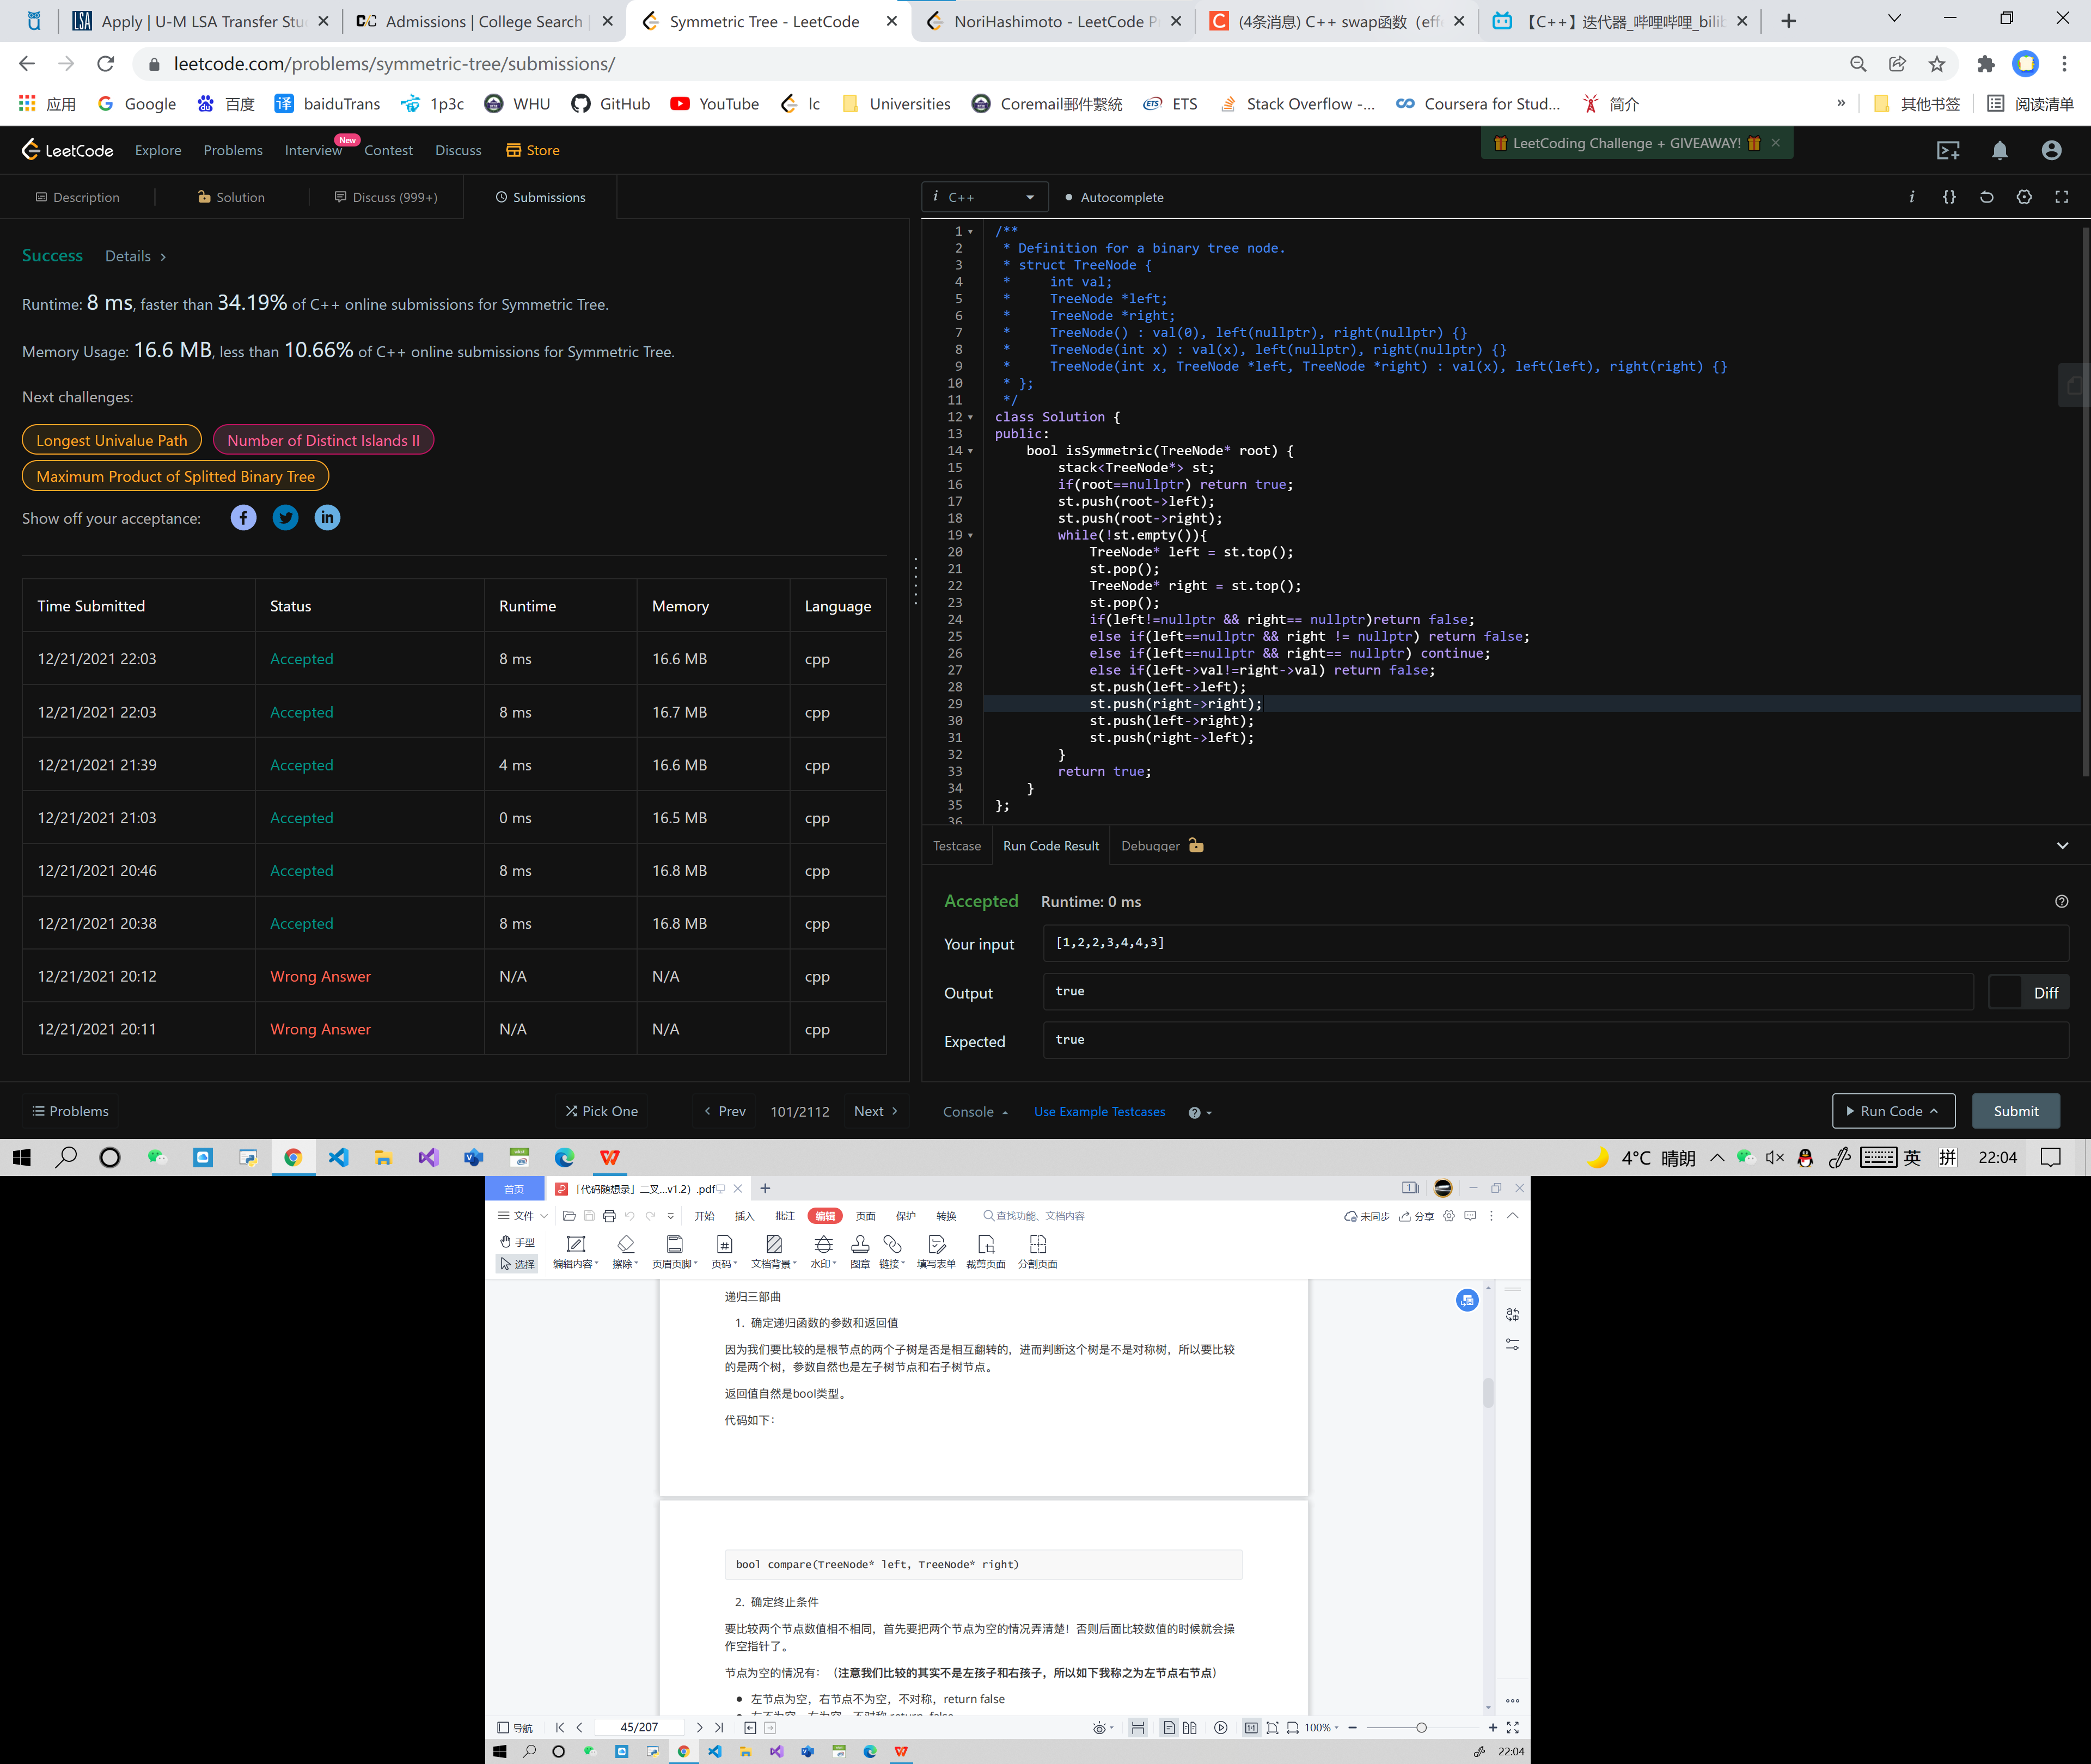 Apply | U-M LSA Transfer Stu
Admissions | College Search |
Symmetric Tree - LeetCode
NoriHashimoto - LeetCode P
(4条消息) C++ swap函数（eff
【C++】迭代器_哔哩哔哩_bilib
leetcode.com/problems/symmetric-tree/submissions/
应用
Google
百度
baiduTrans
1p3c
WHU
GitHub
YouTube
lc
Universities
Coremail郵件繫統
ETS
Stack Overflow -...
Coursera for Stud...
简介
»
其他书签
阅读清单
LeetCode
Explore
Problems
Interview
New
Contest
Discuss
Store
LeetCoding Challenge + GIVEAWAY!
Description
Solution
Discuss (999+)
Submissions
i C++
Autocomplete
Success Details >
Runtime: 8 ms, faster than 34.19% of C++ online submissions for Symmetric Tree.
Memory Usage: 16.6 MB, less than 10.66% of C++ online submissions for Symmetric Tree.
Next challenges:
Longest Univalue Path
Number of Distinct Islands II
Maximum Product of Splitted Binary Tree
Show off your acceptance:
Time Submitted Status Runtime Memory Language
12/21/2021 22:03 Accepted 8 ms 16.6 MB cpp
12/21/2021 22:03 Accepted 8 ms 16.7 MB cpp
12/21/2021 21:39 Accepted 4 ms 16.6 MB cpp
12/21/2021 21:03 Accepted 0 ms 16.5 MB cpp
12/21/2021 20:46 Accepted 8 ms 16.8 MB cpp
12/21/2021 20:38 Accepted 8 ms 16.8 MB cpp
12/21/2021 20:12 Wrong Answer N/A N/A cpp
12/21/2021 20:11 Wrong Answer N/A N/A cpp
1 /**
2 * Definition for a binary tree node.
3 * struct TreeNode {
4 * int val;
5 * TreeNode *left;
6 * TreeNode *right;
7 * TreeNode() : val(0), left(nullptr), right(nullptr) {}
8 * TreeNode(int x) : val(x), left(nullptr), right(nullptr) {}
9 * TreeNode(int x, TreeNode *left, TreeNode *right) : val(x), left(left), right(right) {}
10 * };
11 */
12 class Solution {
13 public:
14 bool isSymmetric(TreeNode* root) {
15 stack<TreeNode*> st;
16 if(root==nullptr) return true;
17 st.push(root->left);
18 st.push(root->right);
19 while(!st.empty()){
20 TreeNode* left = st.top();
21 st.pop();
22 TreeNode* right = st.top();
23 st.pop();
24 if(left!=nullptr && right== nullptr)return false;
25 else if(left==nullptr && right != nullptr) return false;
26 else if(left==nullptr && right== nullptr) continue;
27 else if(left->val!=right->val) return false;
28 st.push(left->left);
29 st.push(right->right);
30 st.push(left->right);
31 st.push(right->left);
32 }
33 return true;
34 }
35 };
36
Testcase
Run Code Result
Debugger
Accepted Runtime: 0 ms
Your input [1,2,2,3,4,4,3]
Output true Diff
Expected true
Problems
Pick One
< Prev 101/2112 Next >
Console
Use Example Testcases
Run Code
Submit
4°C 晴朗
英
拼
22:04
首页
「代码随想录」二叉...v1.2）.pdf
文件
开始
插入
批注
编辑
页面
保护
转换
查找功能、文档内容
未同步
分享
手型
选择
编辑内容
擦除
页眉页脚
页码
文档背景
水印
图章
链接
填写表单
裁剪页面
分割页面
递归三部曲
1. 确定递归函数的参数和返回值
因为我们要比较的是根节点的两个子树是否是相互翻转的，进而判断这个树是不是对称树，所以要比较
的是两个树，参数自然也是左子树节点和右子树节点。
返回值自然是bool类型。
代码如下：
bool compare(TreeNode* left, TreeNode* right)
2. 确定终止条件
要比较两个节点数值相不相同，首先要把两个节点为空的情况弄清楚！否则后面比较数值的时候就会操
作空指针了。
节点为空的情况有：（注意我们比较的其实不是左孩子和右孩子，所以如下我称之为左节点右节点）
● 左节点为空，右节点不为空，不对称，return false
导航
45/207
100%
22:04